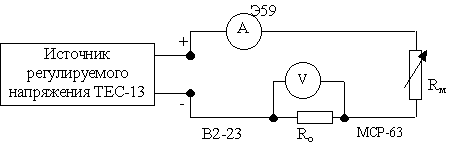 Э59
Источник
регулируемого
напряжения ТЕС-13
+
-
A
V
Rм
В2-23
Ro
МСР-63